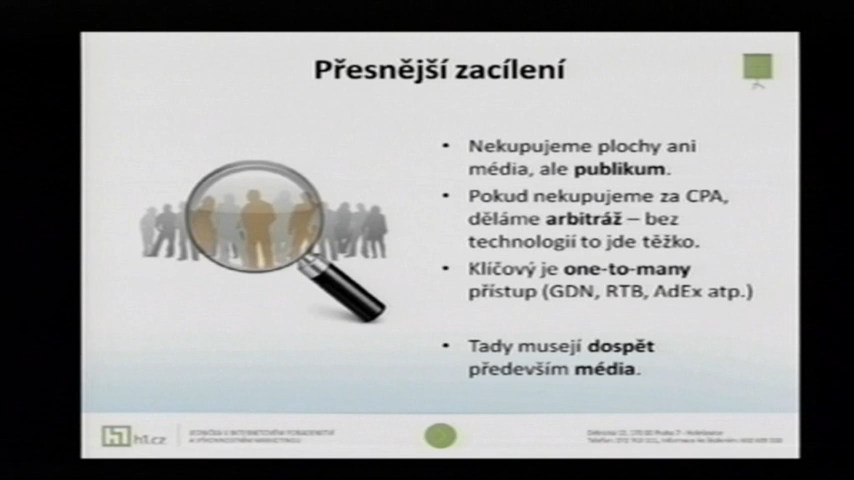 Přesnější zacílení
• Nekupujeme plochy ani
média, ale publikum.
• Pokud nekupujeme za CPA,
děláme arbitráž – bez
technologií to jde těžko.
• Klíčový je one-to-many
přístup (GDN, RTB, AdEx atp.)
• Tady musejí dospět
především média.
h1.cz